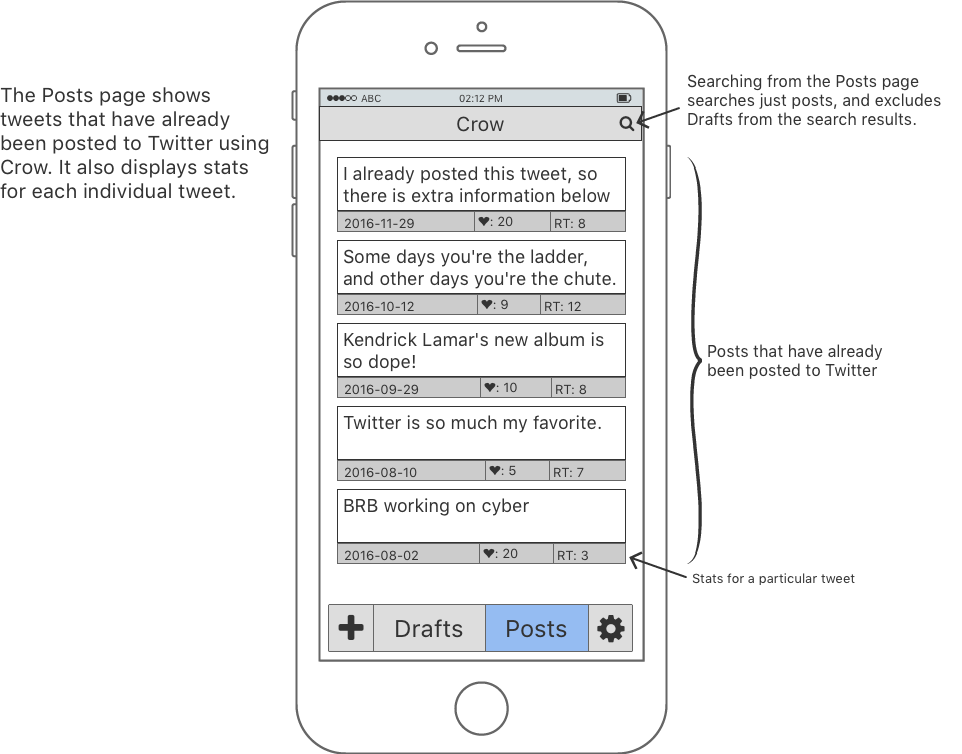 The Posts page shows
tweets that have already
been posted to Twitter using
Crow. It also displays stats
for each individual tweet.
ABC 02:12 PM
Crow
Searching from the Posts page
searches just posts, and excludes
Drafts from the search results.
I already posted this tweet, so
there is extra information below
2016-11-29 ♥: 20 RT: 8
Some days you're the ladder,
and other days you're the chute.
2016-10-12 ♥: 9 RT: 12
Kendrick Lamar's new album is
so dope!
2016-09-29 ♥: 10 RT: 8
Posts that have already
been posted to Twitter
Twitter is so much my favorite.
2016-08-10 ♥: 5 RT: 7
BRB working on cyber
2016-08-02 ♥: 20 RT: 3
Stats for a particular tweet
Drafts Posts